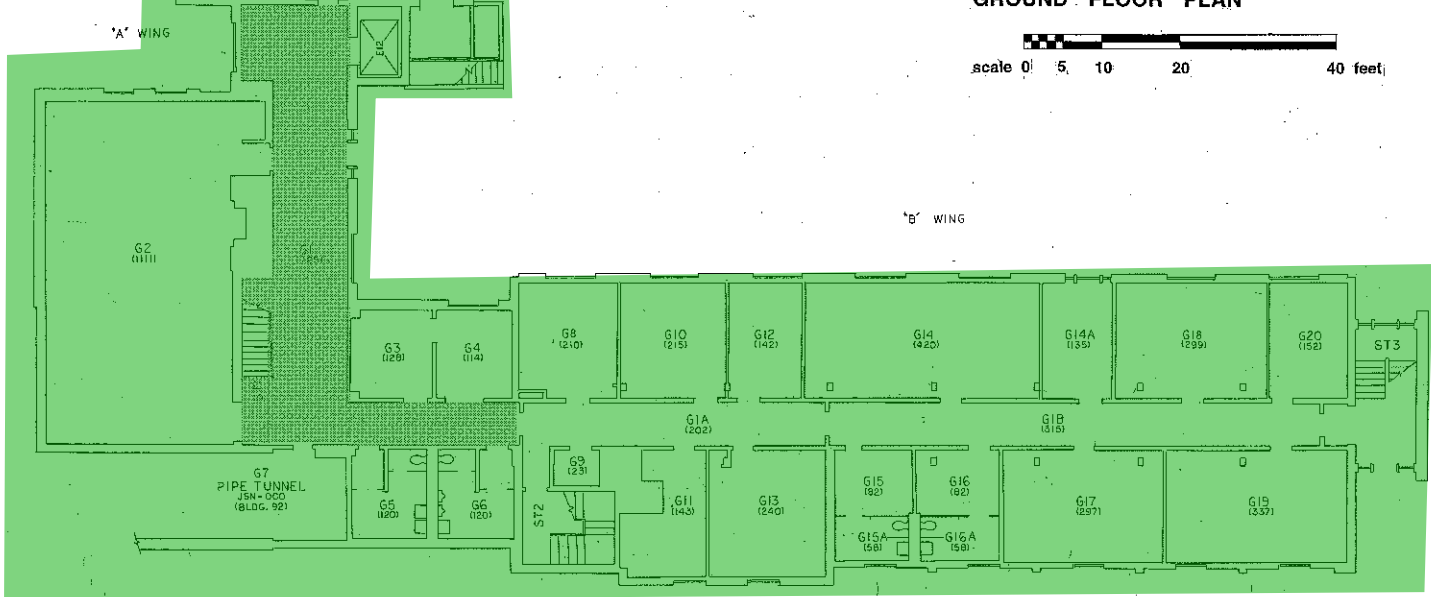 GROUND FLOOR PLAN
"A" WING
E12
scale 0 5 10 20 40 feet
"B" WING
G2
(1111)
G1
G3
(128)
G4
(114)
G8
(210)
G10
(215)
G12
(142)
G14
(420)
G14A
(135)
G18
(299)
G20
(152)
ST3
G1A
(202)
G1B
(315)
G7
PIPE TUNNEL
JSN-OCO
(BLDG. 92)
G5
(120)
G6
(120)
G9
(23)
ST2
G11
(143)
G13
(240)
G15
(82)
G16
(82)
G15A
(58)
G16A
(58)
G17
(297)
G19
(337)